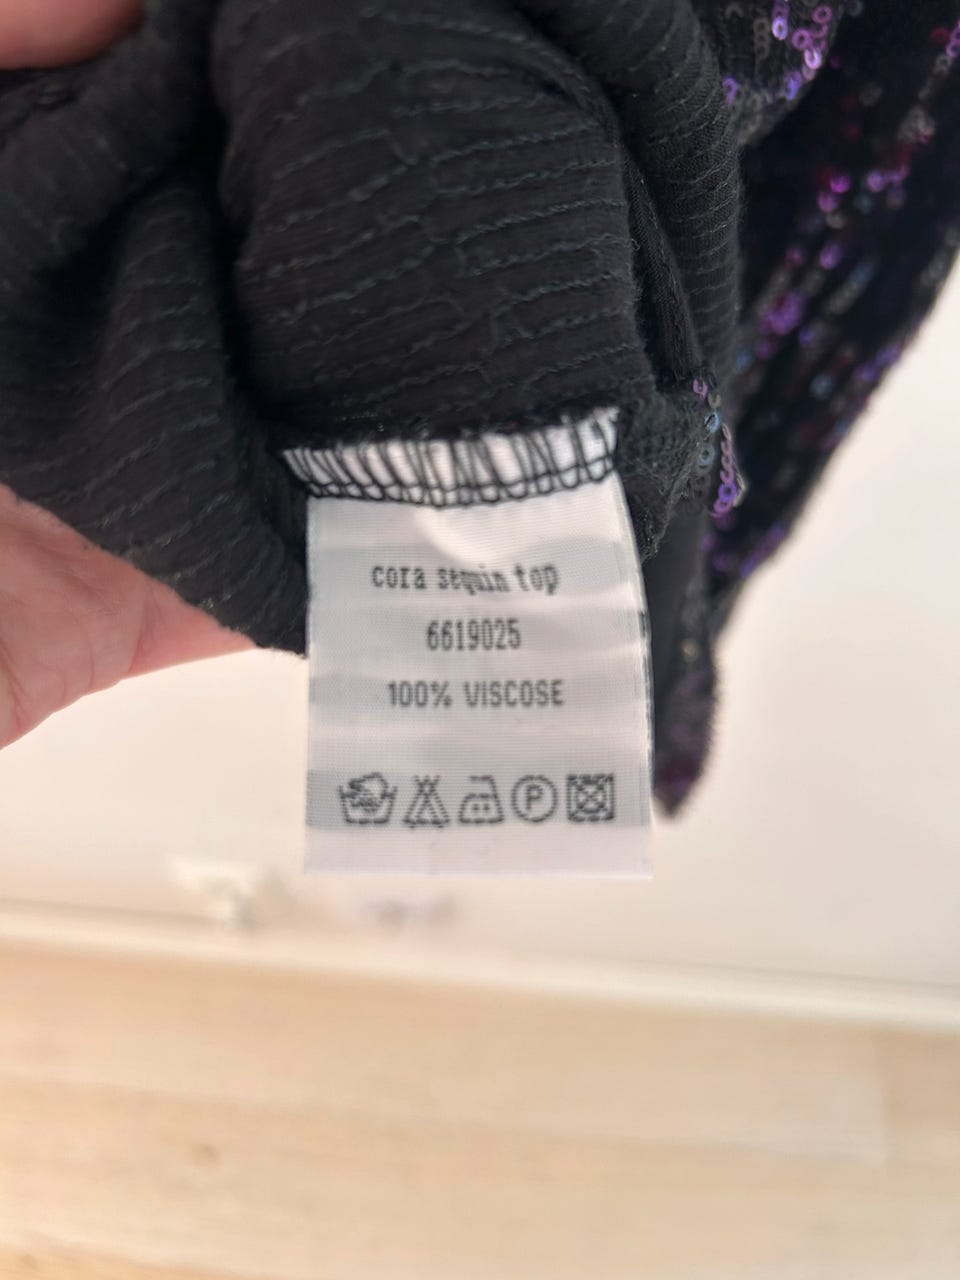 cora sequin top
6619025
100% VISCOSE
P